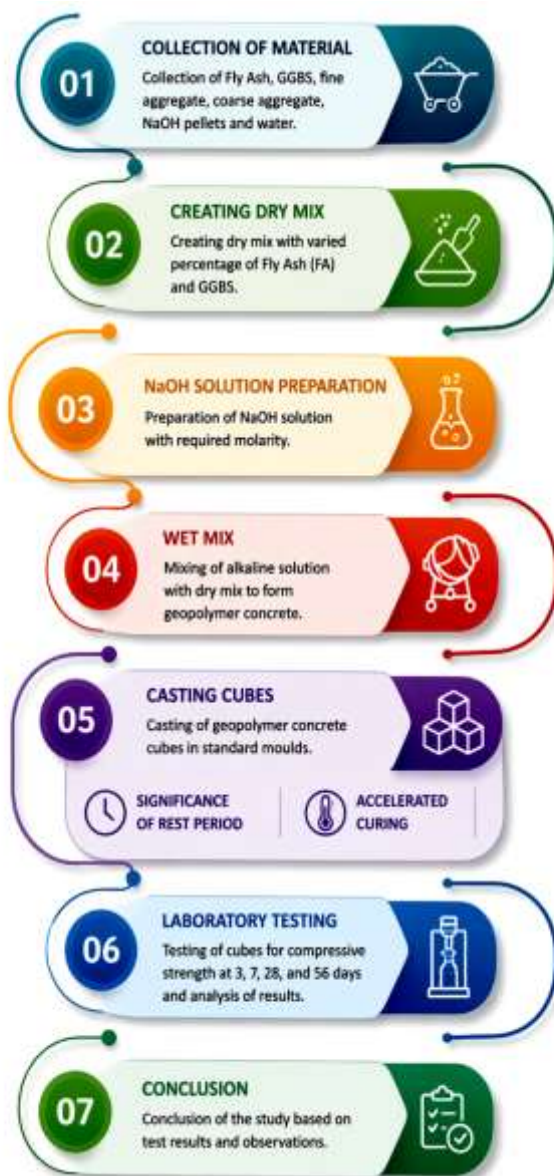 01
COLLECTION OF MATERIAL
Collection of Fly Ash, GGBS, fine
aggregate, coarse aggregate,
NaOH pellets and water.
02
CREATING DRY MIX
Creating dry mix with varied
percentage of Fly Ash (FA)
and GGBS.
03
NaOH SOLUTION PREPARATION
Preparation of NaOH solution
with required molarity.
04
WET MIX
Mixing of alkaline solution
with dry mix to form
geopolymer concrete.
05
CASTING CUBES
Casting of geopolymer concrete
cubes in standard moulds.
SIGNIFICANCE
OF REST PERIOD
ACCELERATED
CURING
06
LABORATORY TESTING
Testing of cubes for compressive
strength at 3, 7, 28, and 56 days
and analysis of results.
07
CONCLUSION
Conclusion of the study based on
test results and observations.